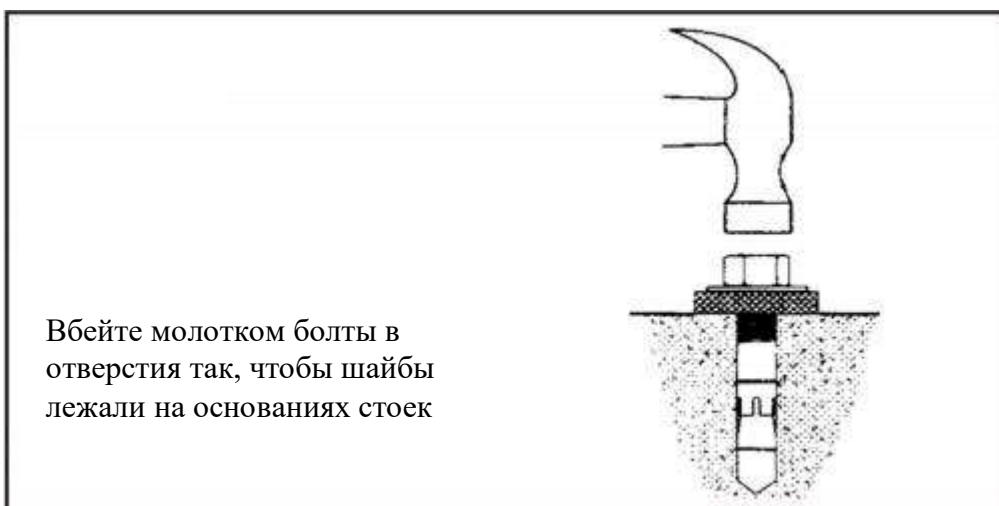 Вбейте молотком болты в
отверстия так, чтобы шайбы
лежали на основаниях стоек